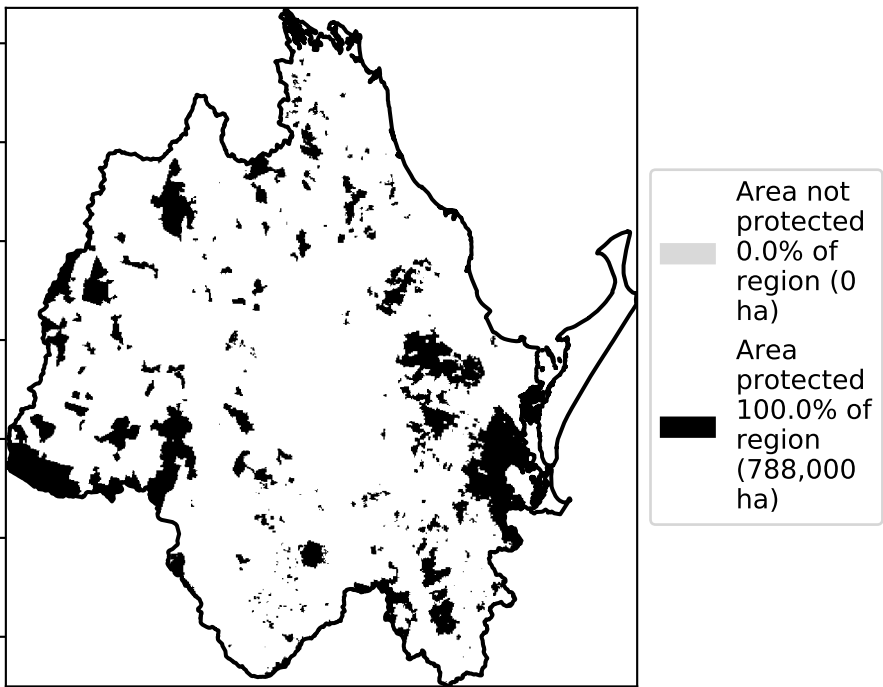 Area not
protected
0.0% of
region (0
ha)
Area
protected
100.0% of
region
(788,000
ha)